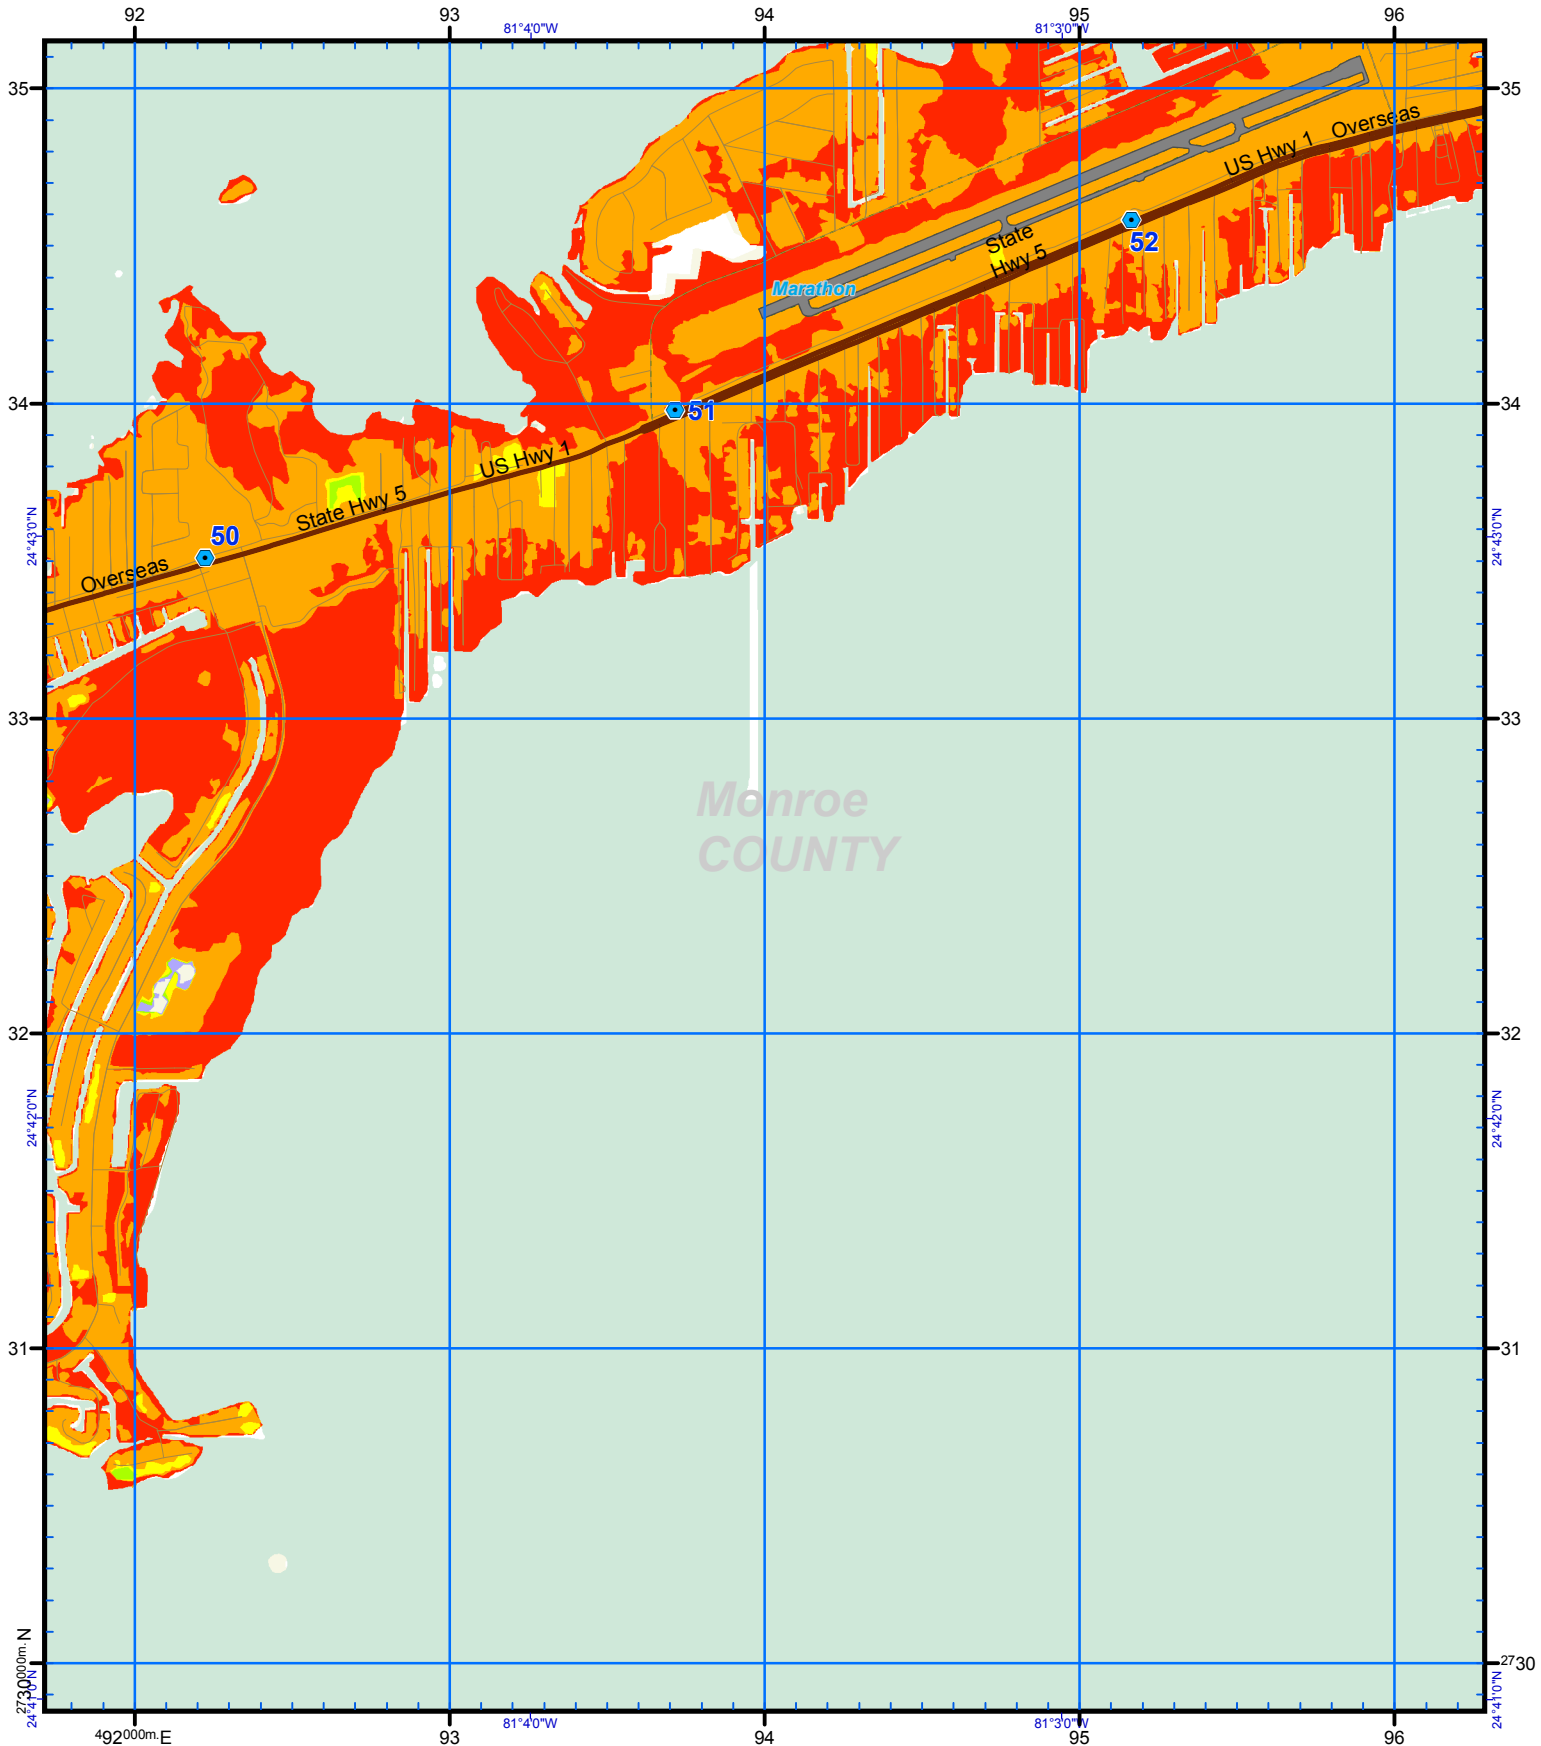 92 93 94 95 96
81°4'0"W 81°3'0"W
35 35
Overseas
US Hwy 1
52
State
Hwy 5
Marathon
34 34
51
US Hwy 1
State Hwy 5
50
24°43'0"N 24°43'0"N
Overseas
33 33
Monroe
COUNTY
32 32
24°42'0"N 24°42'0"N
31 31
2730000m. N 2730
24°41'0"N 24°41'0"N
492000m. E 93 94 95 96
81°4'0"W 81°3'0"W